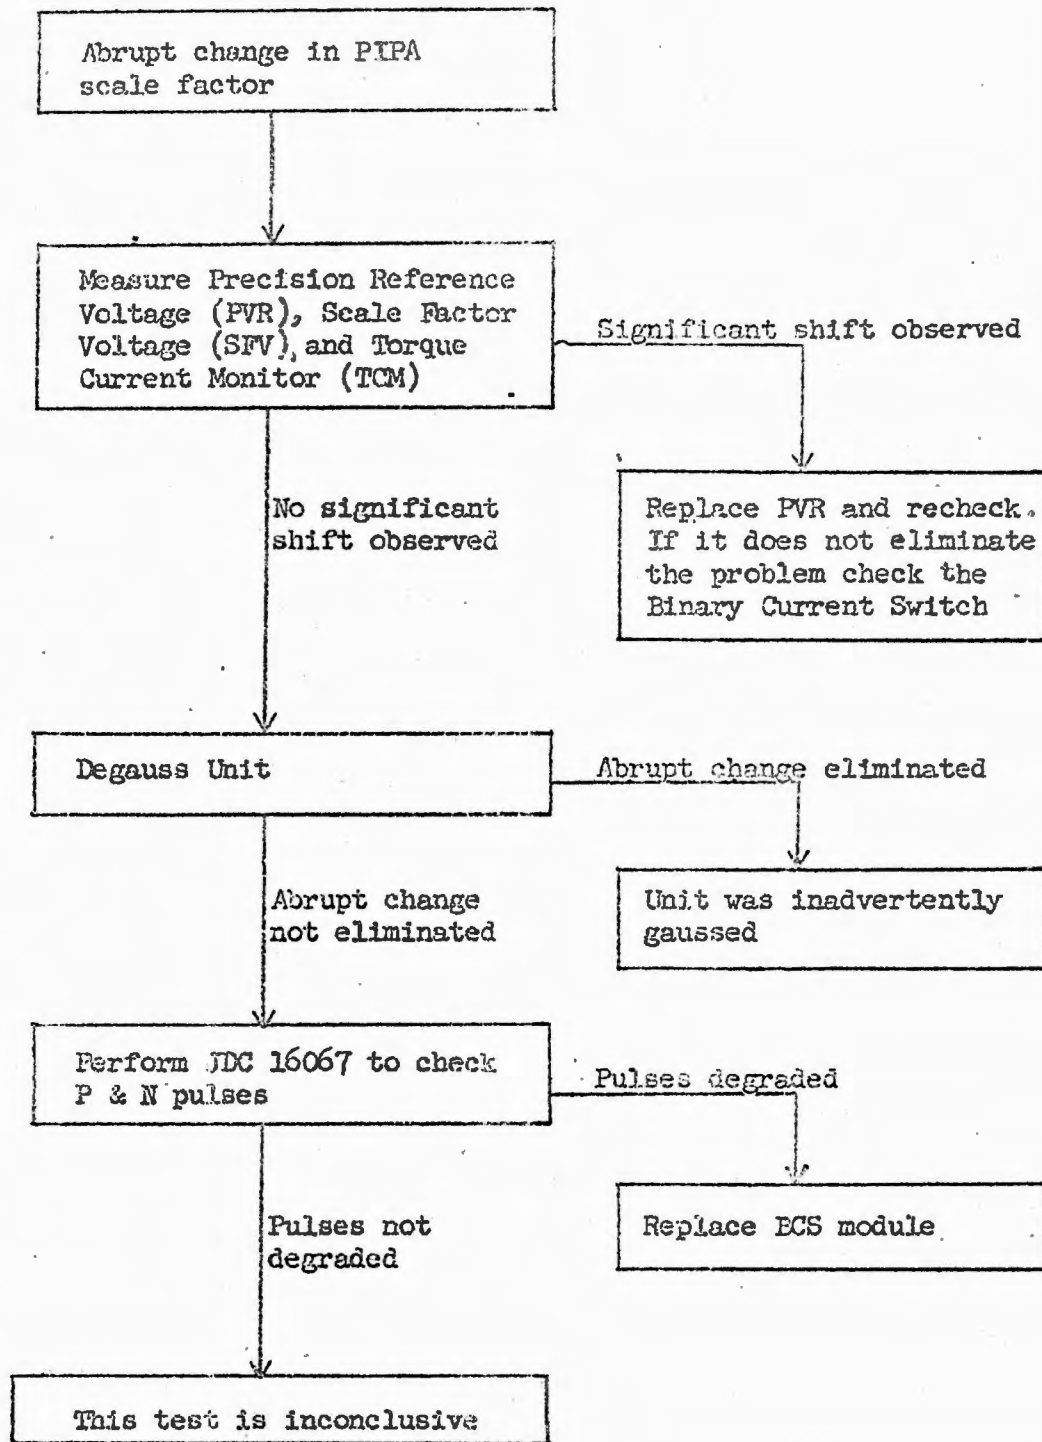 Abrupt change in PIPA
scale factor
Measure Precision Reference
Voltage (PVR), Scale Factor
Voltage (SFV), and Torque
Current Monitor (TCM)
Significant shift observed
No significant
shift observed
Replace PVR and recheck.
If it does not eliminate
the problem check the
Binary Current Switch
Degauss Unit
Abrupt change eliminated
Abrupt change
not eliminated
Unit was inadvertently
gaussed
Perform JDC 16067 to check
P & N pulses
Pulses degraded
Pulses not
degraded
Replace BCS module
This test is inconclusive